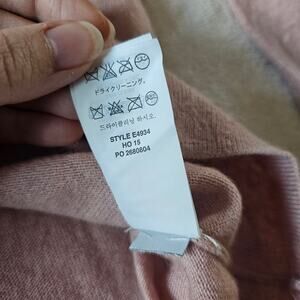 ドライクリーニング。
드라이클리닝 하시오.
STYLE E4934
HO 15
PO 2680804